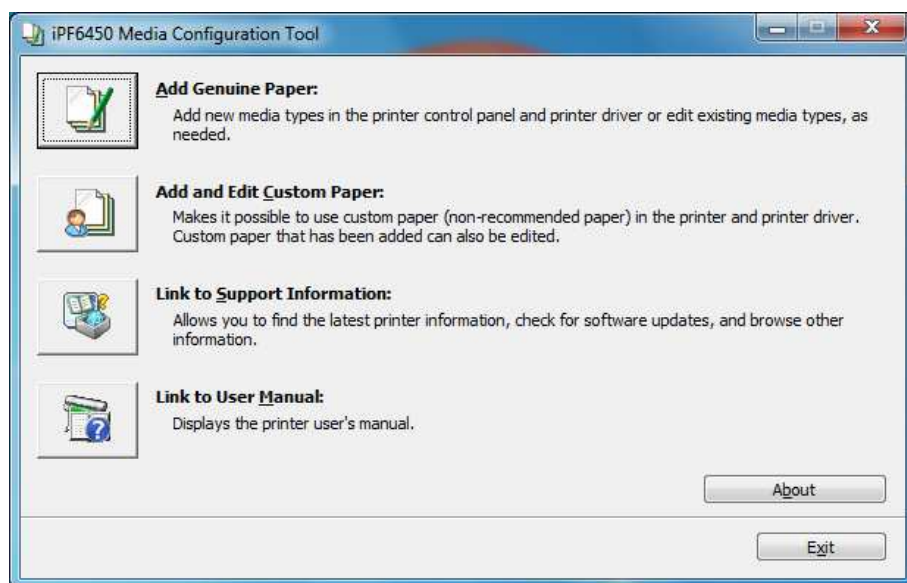 iPF6450 Media Configuration Tool
Add Genuine Paper:
Add new media types in the printer control panel and printer driver or edit existing media types, as
needed.
Add and Edit Custom Paper:
Makes it possible to use custom paper (non-recommended paper) in the printer and printer driver.
Custom paper that has been added can also be edited.
Link to Support Information:
Allows you to find the latest printer information, check for software updates, and browse other
information.
Link to User Manual:
Displays the printer user's manual.
About
Exit